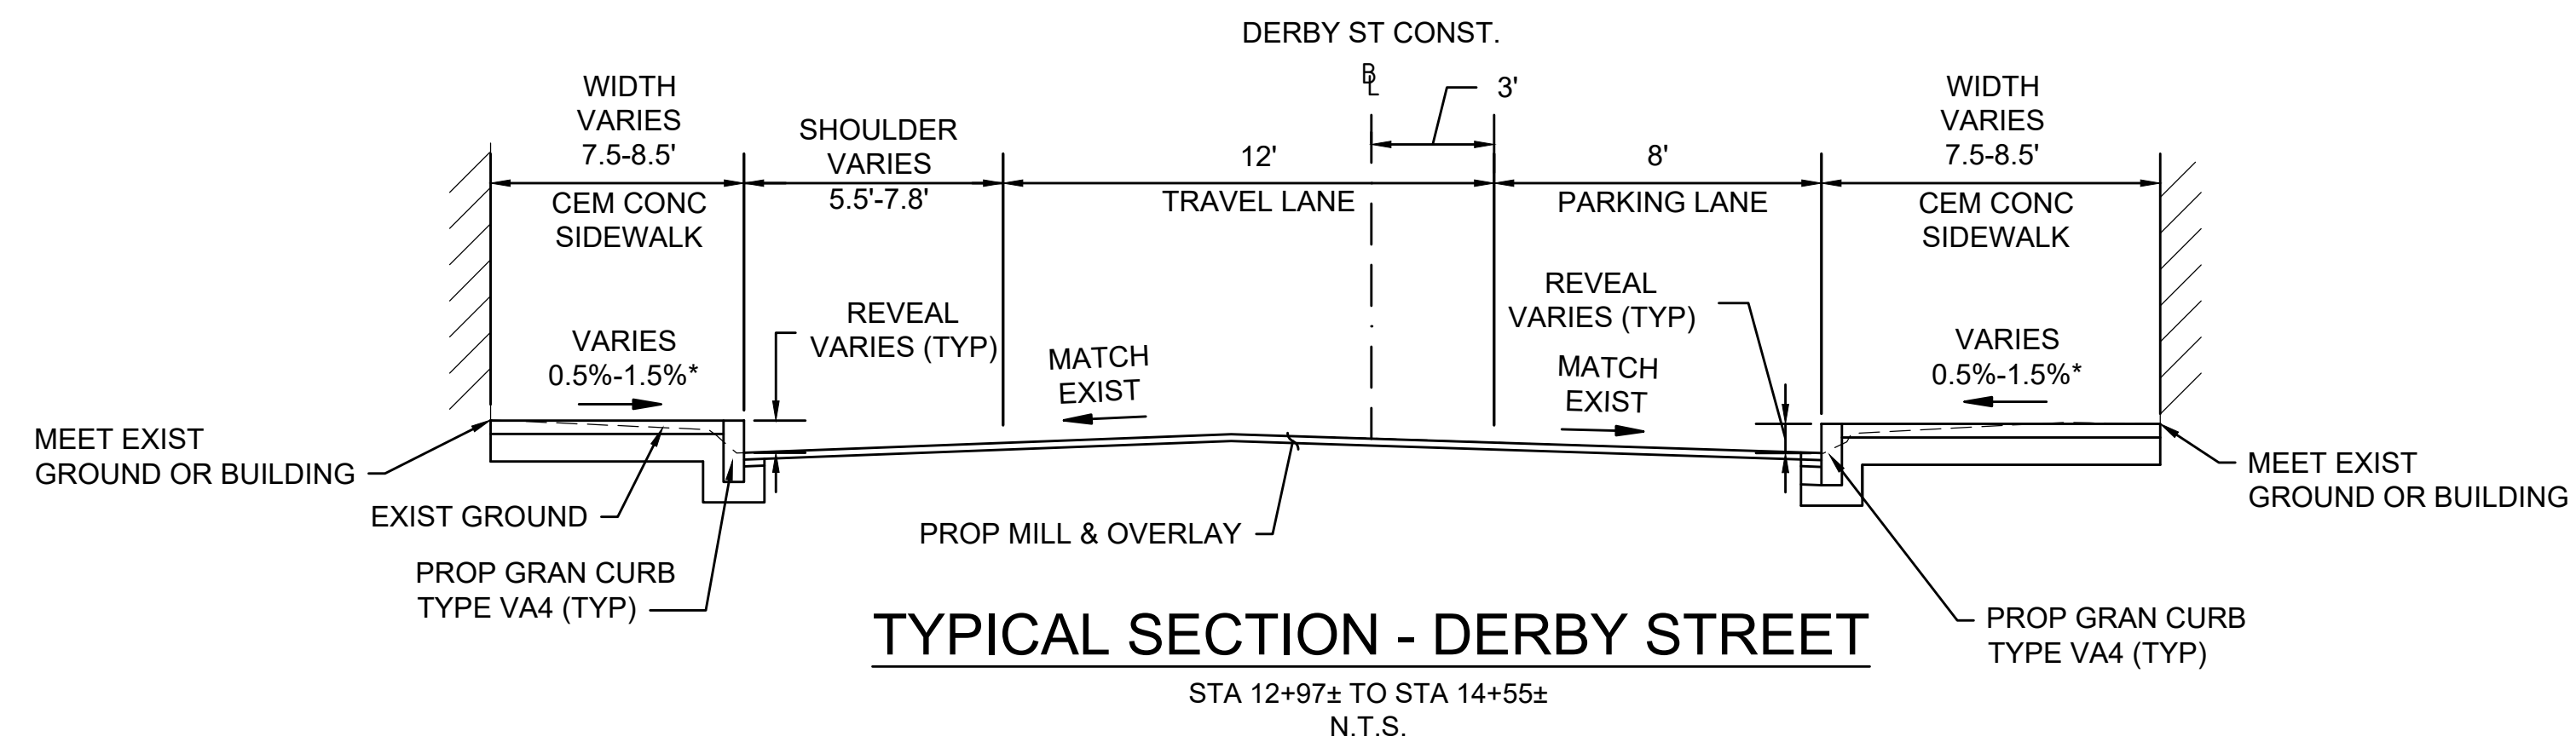 DERBY ST CONST.
BL
3'
WIDTH
VARIES
7.5-8.5'
CEM CONC
SIDEWALK
SHOULDER
VARIES
5.5'-7.8'
12'
TRAVEL LANE
8'
PARKING LANE
WIDTH
VARIES
7.5-8.5'
CEM CONC
SIDEWALK
VARIES
0.5%-1.5%*
REVEAL
VARIES (TYP)
MATCH
EXIST
REVEAL
VARIES (TYP)
MATCH
EXIST
VARIES
0.5%-1.5%*
MEET EXIST
GROUND OR BUILDING
EXIST GROUND
PROP GRAN CURB
TYPE VA4 (TYP)
PROP MILL & OVERLAY
MEET EXIST
GROUND OR BUILDING
PROP GRAN CURB
TYPE VA4 (TYP)
TYPICAL SECTION - DERBY STREET
STA 12+97± TO STA 14+55±
N.T.S.